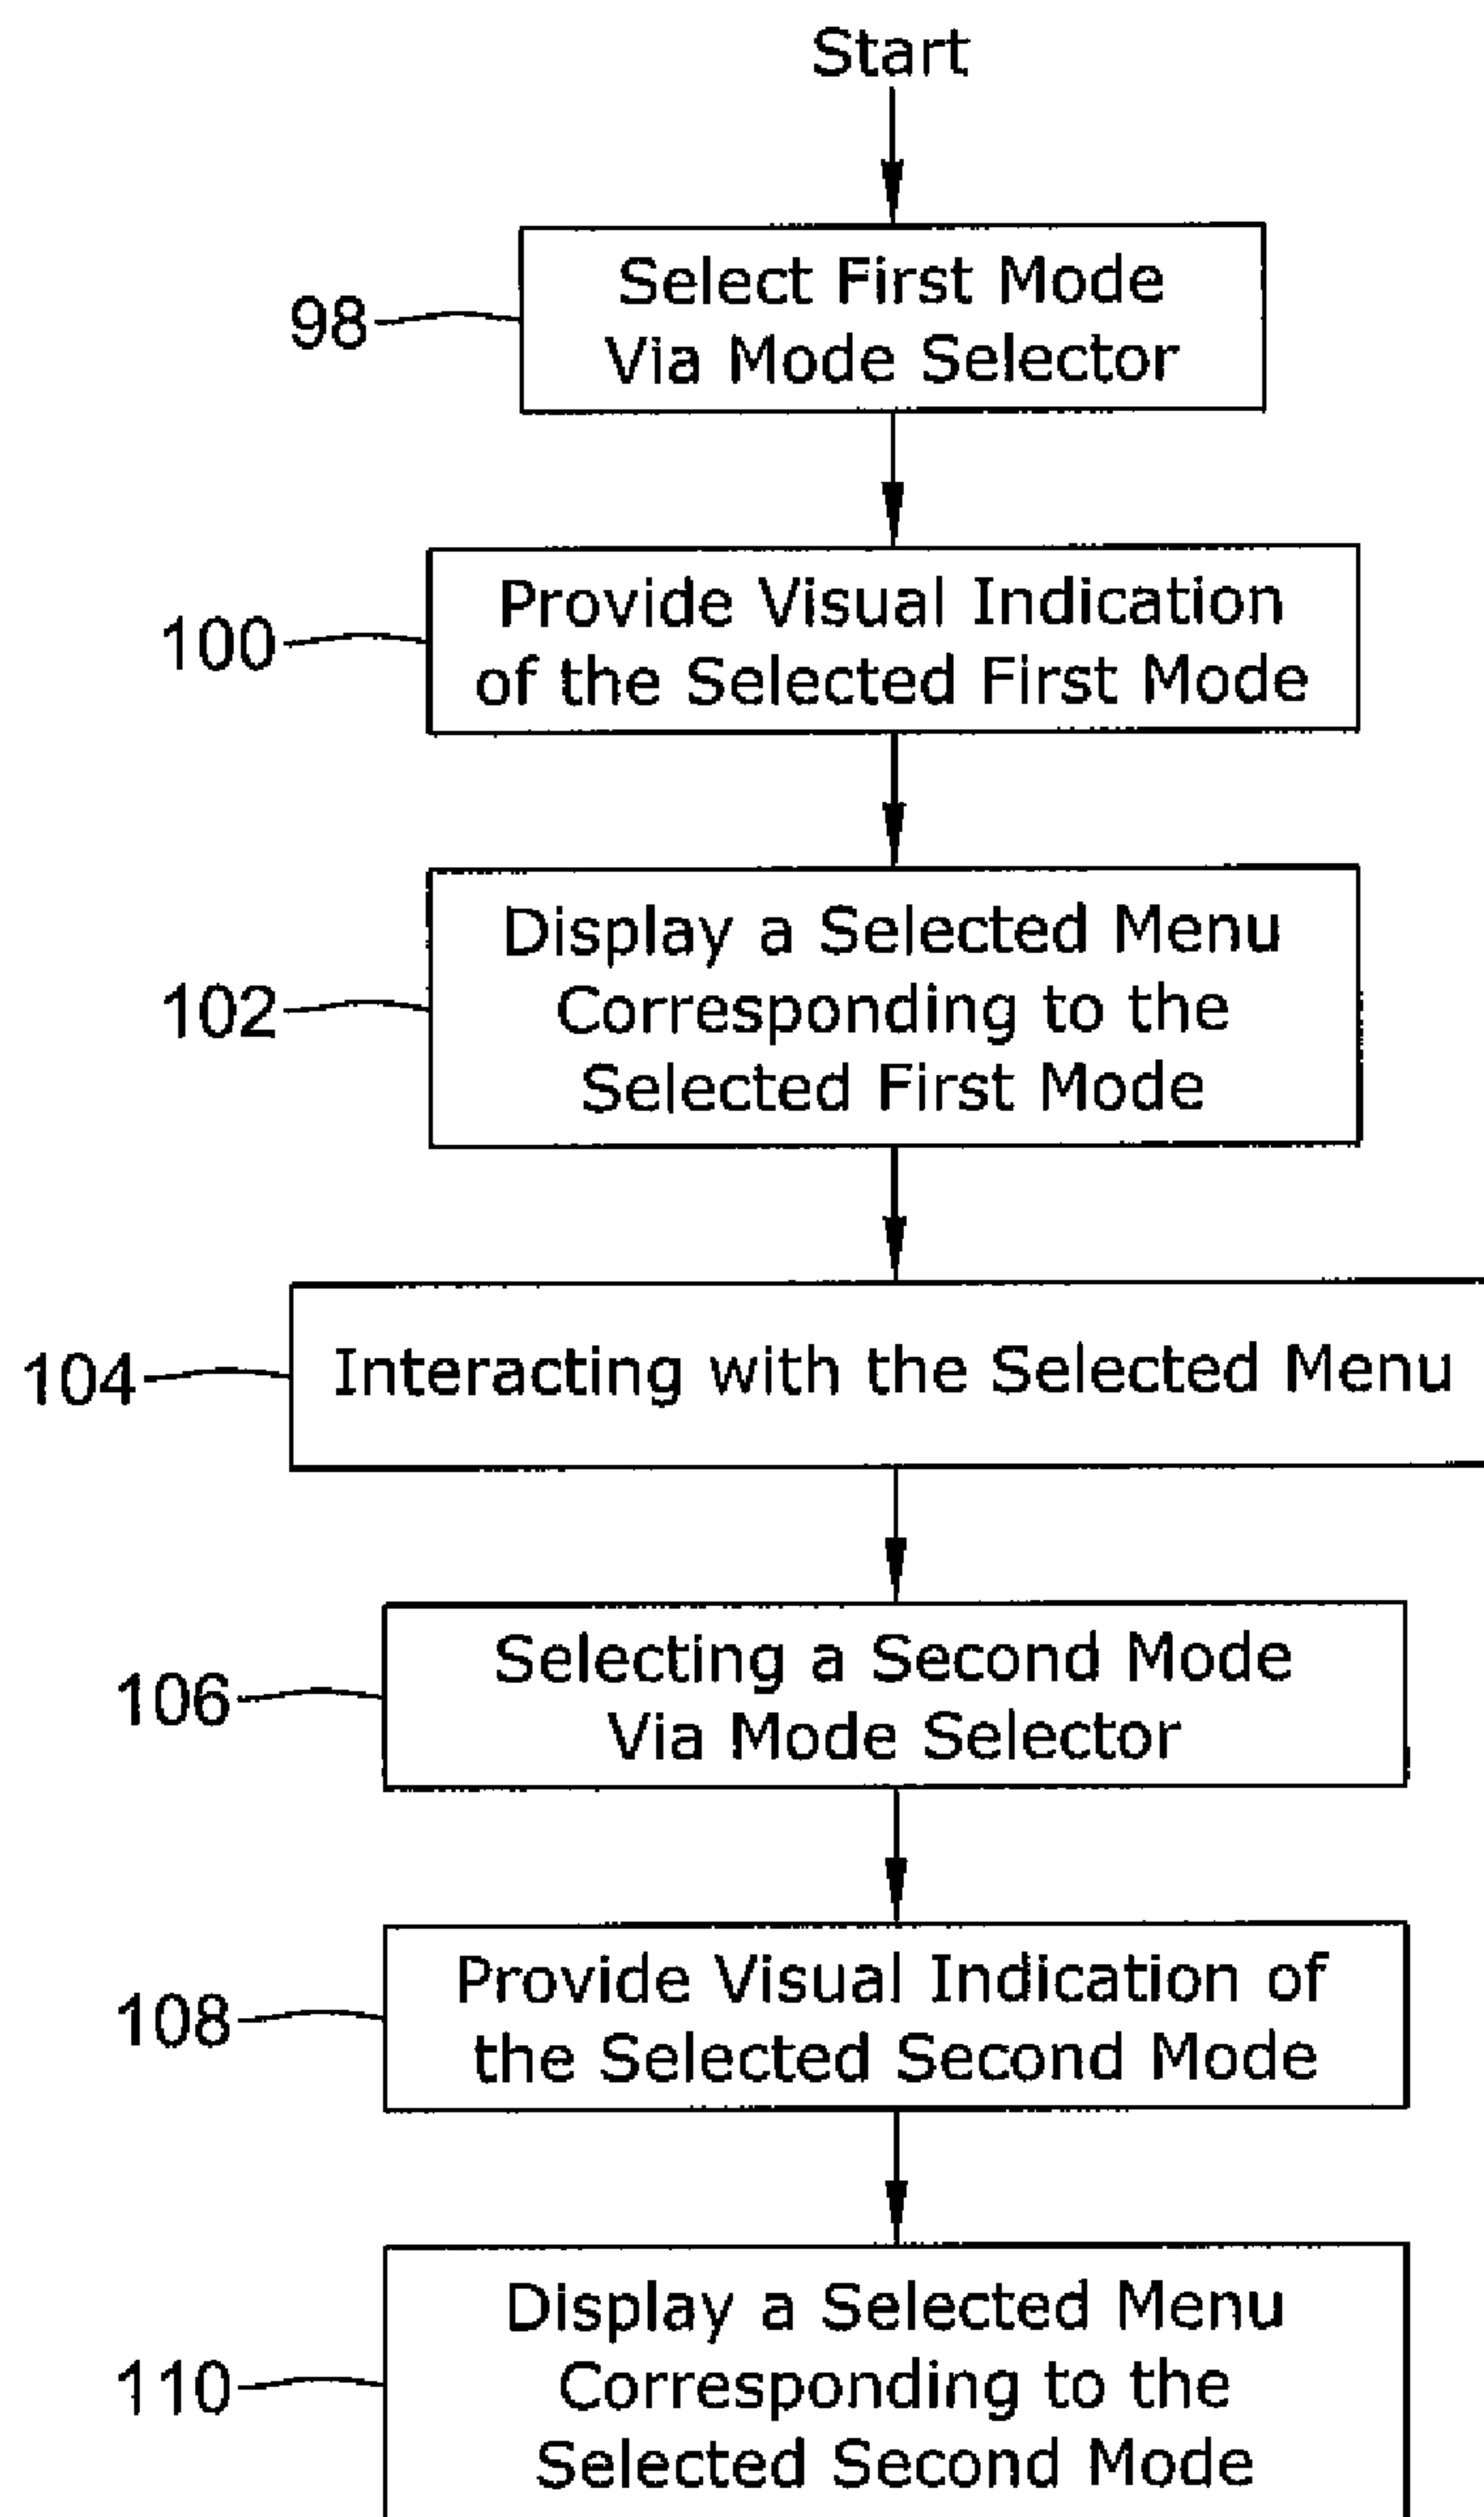 Start
98
Select First Mode
Via Mode Selector
100
Provide Visual Indication
of the Selected First Mode
102
Display a Selected Menu
Corresponding to the
Selected First Mode
104
Interacting with the Selected Menu
106
Selecting a Second Mode
Via Mode Selector
108
Provide Visual Indication of
the Selected Second Mode
110
Display a Selected Menu
Corresponding to the
Selected Second Mode